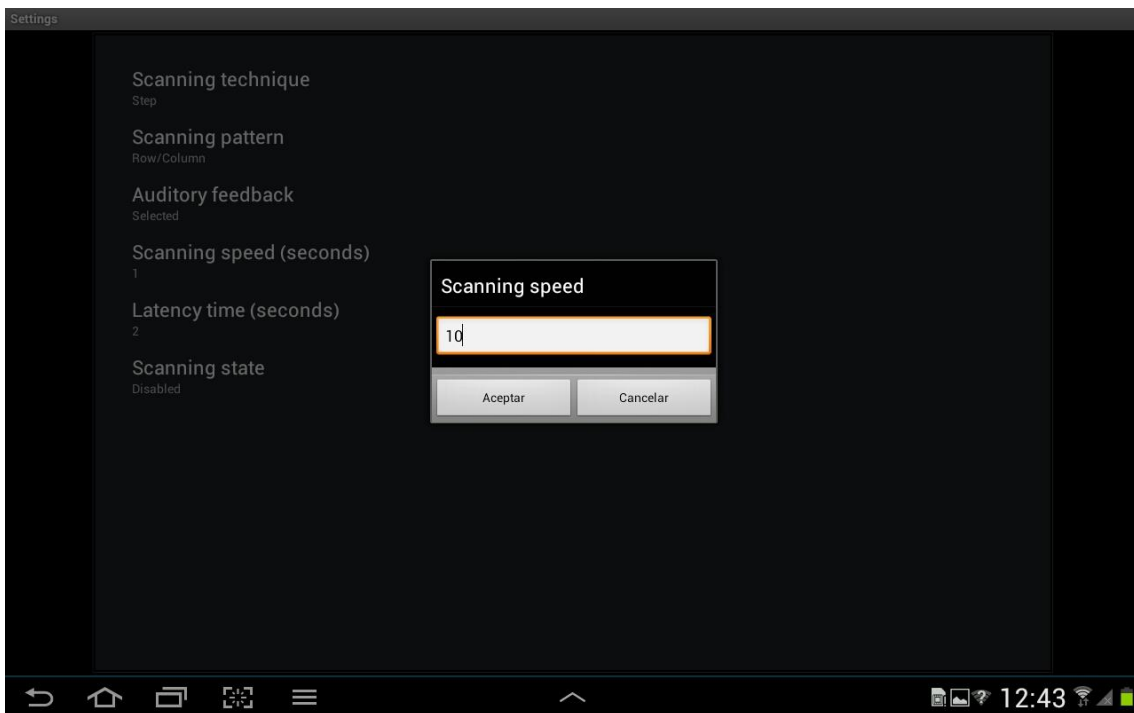 Settings
Scanning technique
Step
Scanning pattern
Row/Column
Auditory feedback
Selected
Scanning speed (seconds)
1
Latency time (seconds)
2
Scanning state
Disabled
Scanning speed
10
Aceptar Cancelar
12:43